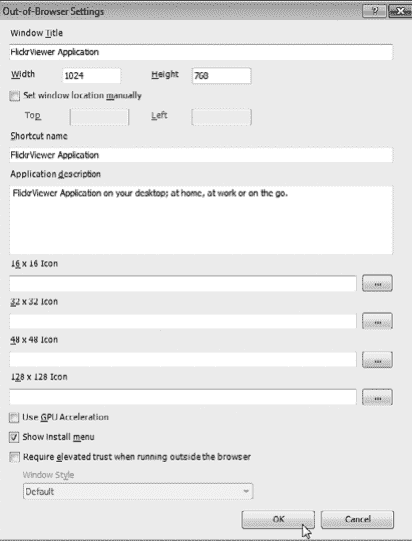 Out-of-Browser Settings
Window Title
FlickrViewer Application
Width 1024 Height 768
Set window location manually
Top Left
Shortcut name
FlickrViewer Application
Application description
FlickrViewer Application on your desktop; at home, at work or on the go.
16 x 16 Icon
...
32 x 32 Icon
...
48 x 48 Icon
...
128 x 128 Icon
...
Use GPU Acceleration
Show install menu
Require elevated trust when running outside the browser
Window Style
Default
OK Cancel